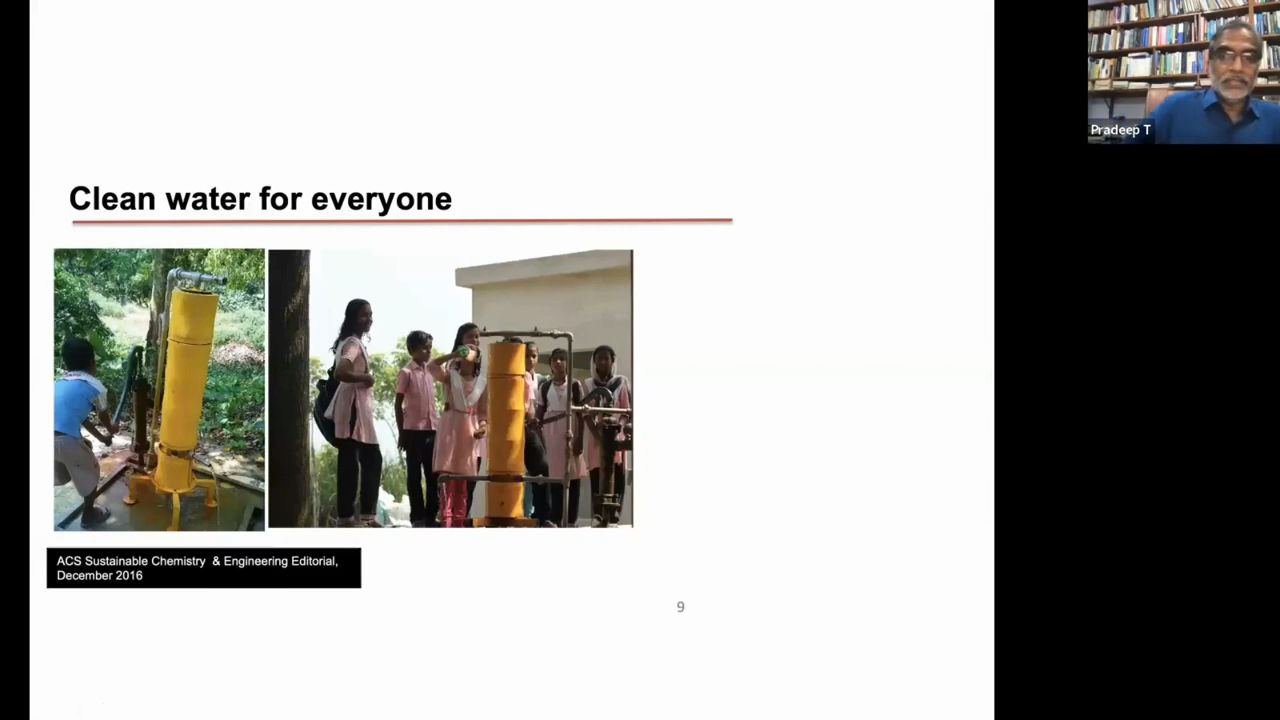 Pradeep T
Clean water for everyone
ACS Sustainable Chemistry & Engineering Editorial,
December 2016
9